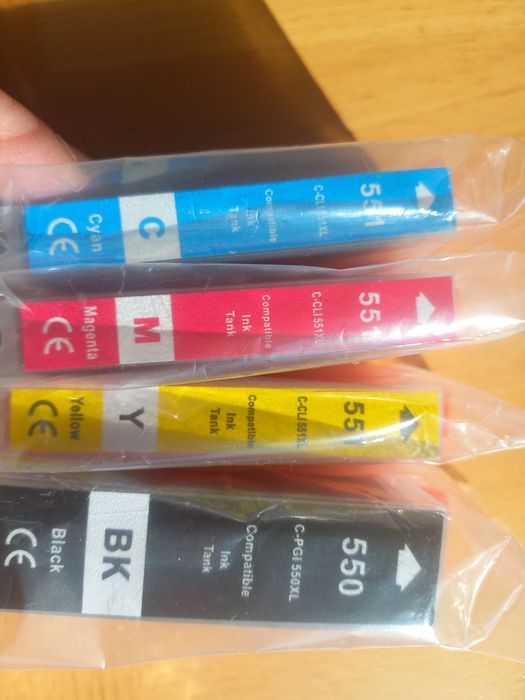 551
C-CLI 551XL
Compatible
Ink
Tank
C
Cyan
CE
551
C-CLI 551XL
Compatible
Ink
Tank
M
Magenta
CE
551
C-CLI 551XL
Compatible
Ink
Tank
Y
Yellow
CE
550
C-PGI 550XL
Compatible
Ink
Tank
BK
Black
CE